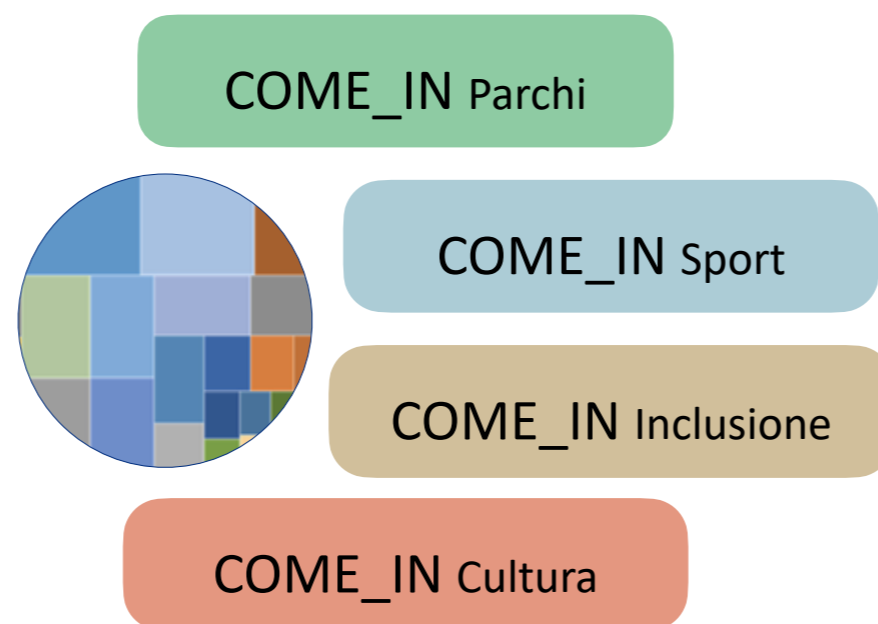 COME_IN Parchi
COME_IN Sport
COME_IN Inclusione
COME_IN Cultura